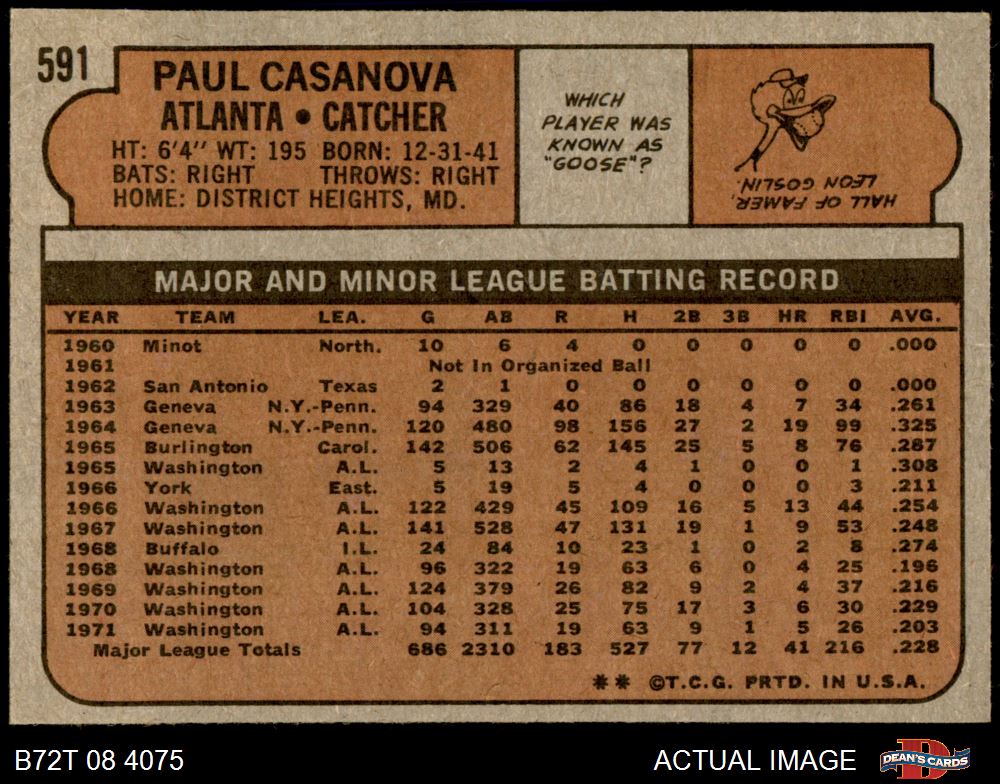 591
PAUL CASANOVA
ATLANTA • CATCHER
HT: 6'4" WT: 195 BORN: 12-31-41
BATS: RIGHT THROWS: RIGHT
HOME: DISTRICT HEIGHTS, MD.
WHICH
PLAYER WAS
KNOWN AS
"GOOSE"?
HALL OF FAMER,
LEON GOSLIN.
MAJOR AND MINOR LEAGUE BATTING RECORD
YEAR TEAM LEA. G AB R H 2B 3B HR RBI AVG.
1960 Minot North. 10 6 4 0 0 0 0 0 .000
1961 Not In Organized Ball
1962 San Antonio Texas 2 1 0 0 0 0 0 0 .000
1963 Geneva N.Y.-Penn. 94 329 40 86 18 4 7 34 .261
1964 Geneva N.Y.-Penn. 120 480 98 156 27 2 19 99 .325
1965 Burlington Carol. 142 506 62 145 25 5 8 76 .287
1965 Washington A.L. 5 13 2 4 1 0 0 1 .308
1966 York East. 5 19 5 4 0 0 0 3 .211
1966 Washington A.L. 122 429 45 109 16 5 13 44 .254
1967 Washington A.L. 141 528 47 131 19 1 9 53 .248
1968 Buffalo I.L. 24 84 10 23 1 0 2 8 .274
1968 Washington A.L. 96 322 19 63 6 0 4 25 .196
1969 Washington A.L. 124 379 26 82 9 2 4 37 .216
1970 Washington A.L. 104 328 25 75 17 3 6 30 .229
1971 Washington A.L. 94 311 19 63 9 1 5 26 .203
Major League Totals 686 2310 183 527 77 12 41 216 .228
** ©T.C.G. PRTD. IN U.S.A.
B72T 08 4075
ACTUAL IMAGE
D
DEAN'S CARDS